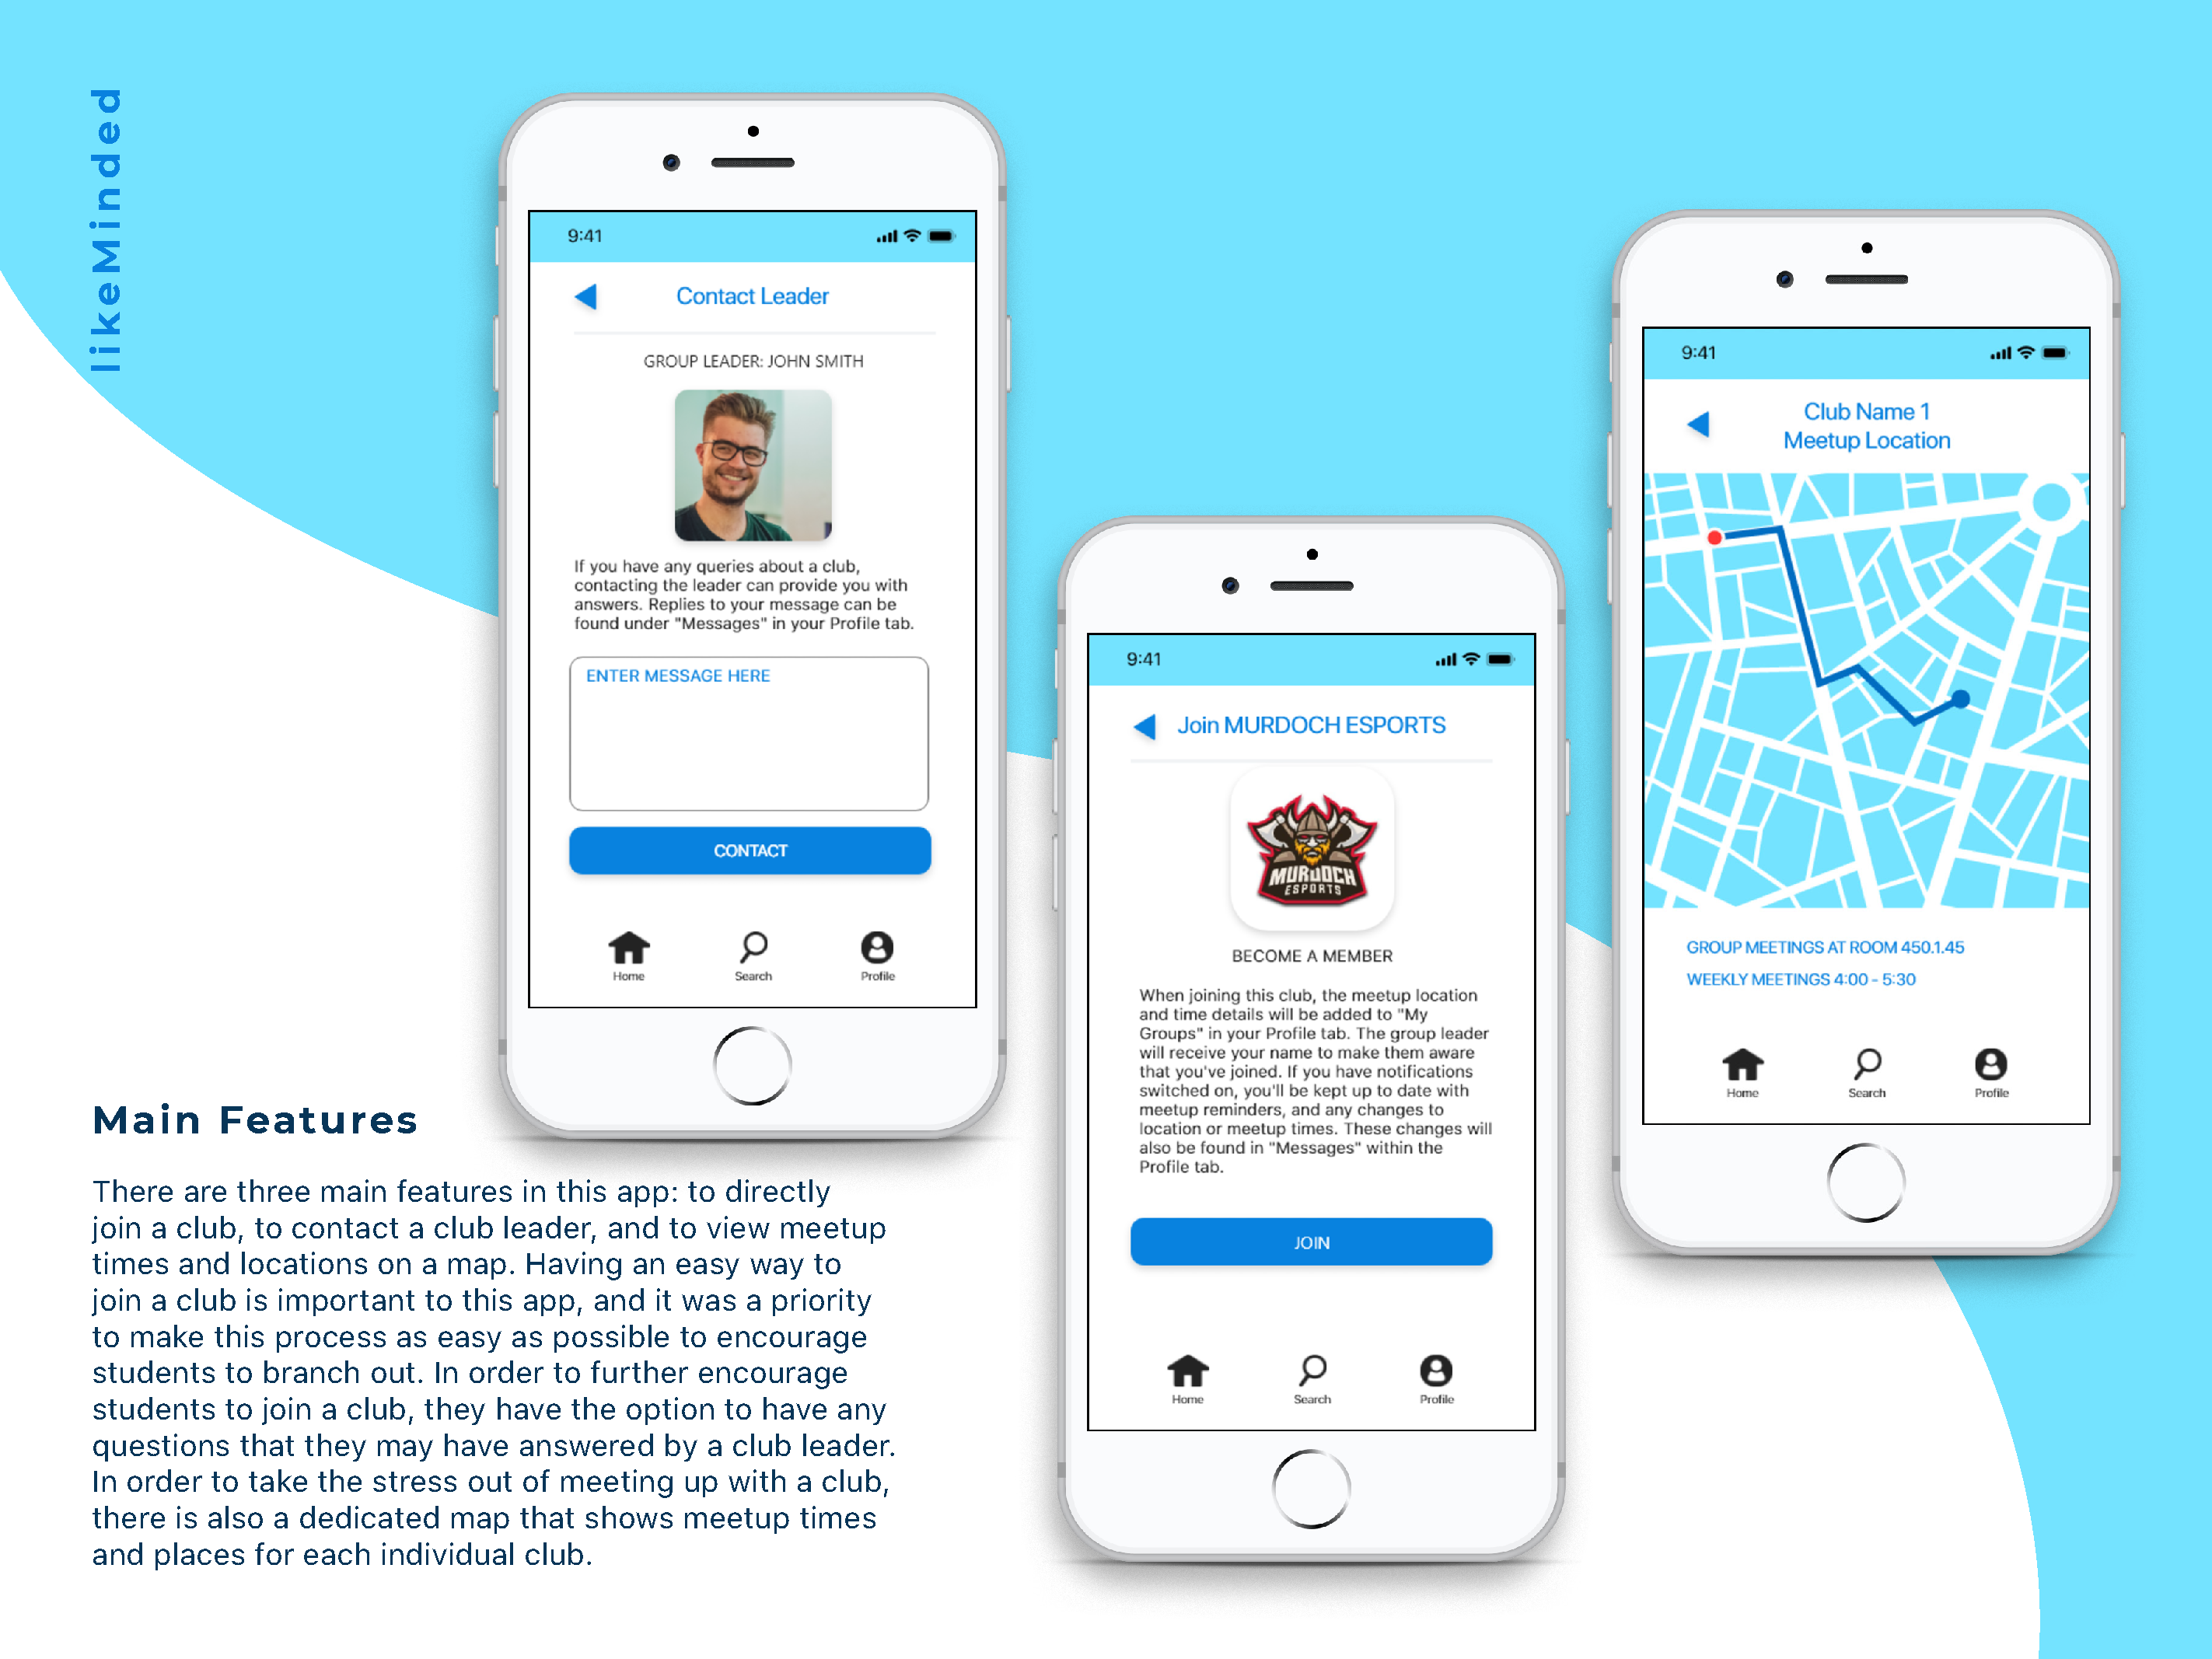 likeMinded
9:41
Contact Leader
GROUP LEADER: JOHN SMITH
If you have any queries about a club,
contacting the leader can provide you with
answers. Replies to your message can be
found under "Messages" in your Profile tab.
ENTER MESSAGE HERE
CONTACT
Home Search Profile
9:41
Join MURDOCH ESPORTS
MURDOCH
ESPORTS
BECOME A MEMBER
When joining this club, the meetup location
and time details will be added to "My
Groups" in your Profile tab. The group leader
will receive your name to make them aware
that you've joined. If you have notifications
switched on, you'll be kept up to date with
meetup reminders, and any changes to
location or meetup times. These changes will
also be found in "Messages" within the
Profile tab.
JOIN
Home Search Profile
9:41
Club Name 1
Meetup Location
GROUP MEETINGS AT ROOM 450.1.45
WEEKLY MEETINGS 4:00 - 5:30
Home Search Profile
Main Features
There are three main features in this app: to directly
join a club, to contact a club leader, and to view meetup
times and locations on a map. Having an easy way to
join a club is important to this app, and it was a priority
to make this process as easy as possible to encourage
students to branch out. In order to further encourage
students to join a club, they have the option to have any
questions that they may have answered by a club leader.
In order to take the stress out of meeting up with a club,
there is also a dedicated map that shows meetup times
and places for each individual club.